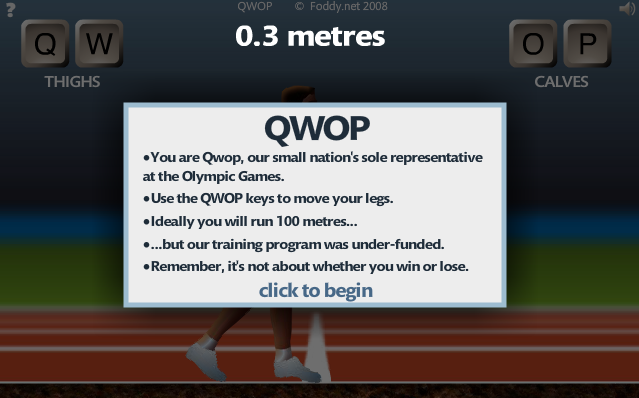 ?
QWOP © Foddy.net 2008
Q W
0.3 metres
O P
THIGHS
CALVES
QWOP
•You are Qwop, our small nation's sole representative
at the Olympic Games.
•Use the QWOP keys to move your legs.
•Ideally you will run 100 metres...
•...but our training program was under-funded.
•Remember, it's not about whether you win or lose.
click to begin